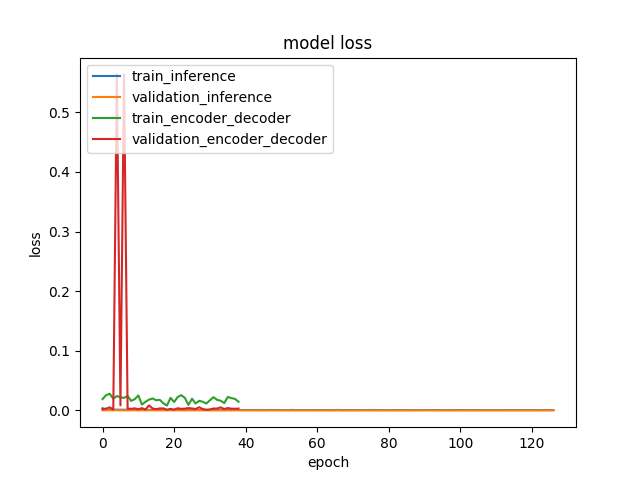 model loss
train_inference
validation_inference
train_encoder_decoder
validation_encoder_decoder
0.5
0.4
0.3
0.2
0.1
0.0
loss
0 20 40 60 80 100 120
epoch